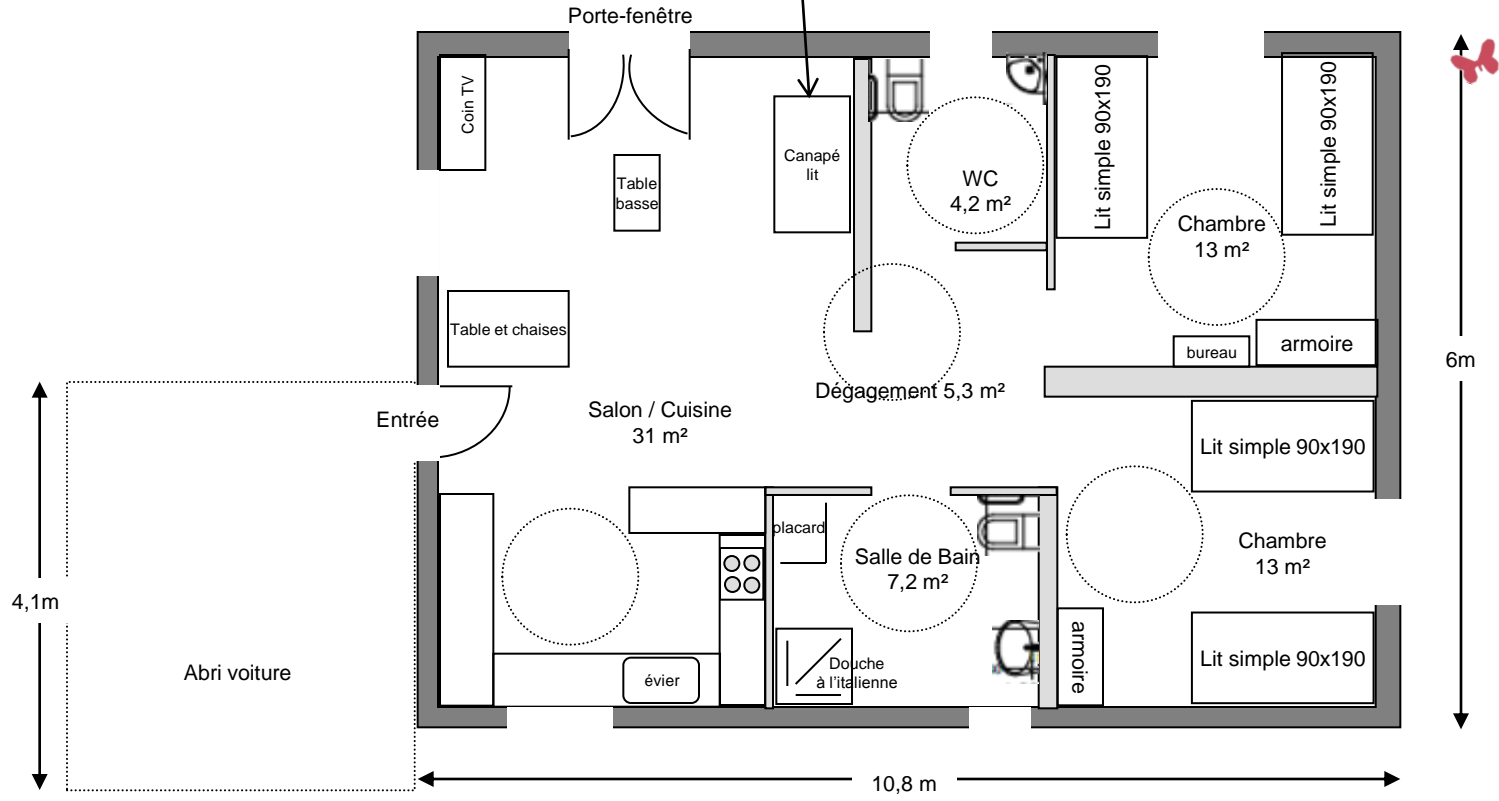 Porte-fenêtre
Coin TV
Canapé
lit
Table
basse
WC
4,2 m²
Lit simple 90x190
Lit simple 90x190
Chambre
13 m²
Table et chaises
bureau
armoire
6m
Dégagement 5,3 m²
Entrée
Salon / Cuisine
31 m²
Lit simple 90x190
placard
Salle de Bain
7,2 m²
Chambre
13 m²
4,1m
Abri voiture
évier
Douche
à l'italienne
armoire
Lit simple 90x190
10,8 m